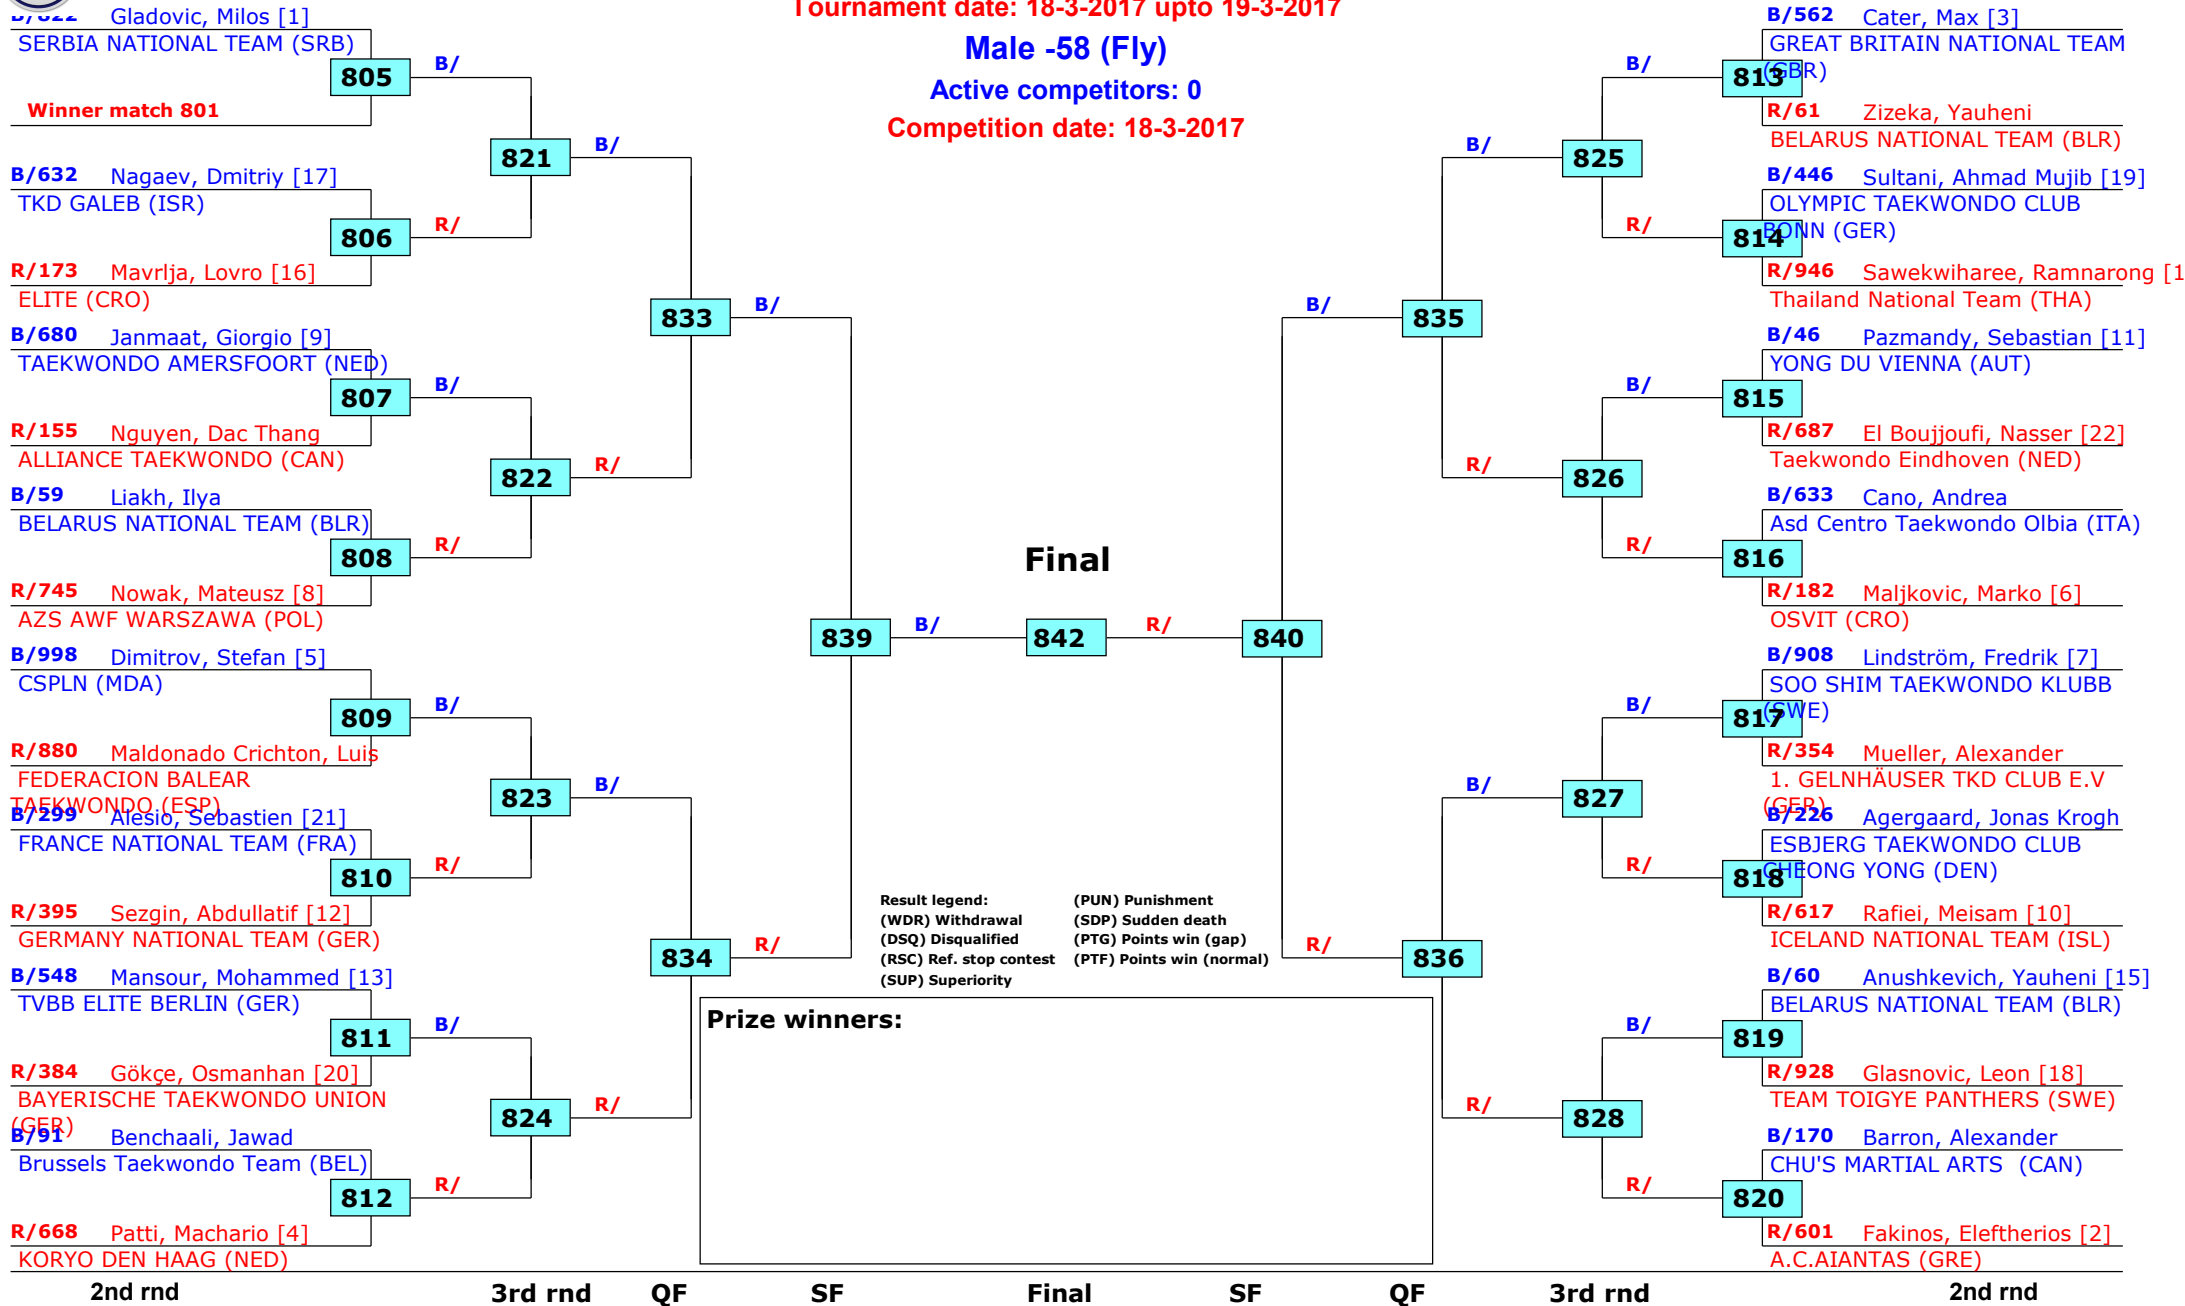 Tournament date: 18-3-2017 upto 19-3-2017
Male -58 (Fly)
Active competitors: 0
Competition date: 18-3-2017
Gladovic, Milos [1]
SERBIA NATIONAL TEAM (SRB)
805
B/
Winner match 801
821
B/
B/632 Nagaev, Dmitriy [17]
TKD GALEB (ISR)
806
R/
R/173 Mavrlja, Lovro [16]
ELITE (CRO)
833
B/
B/680 Janmaat, Giorgio [9]
TAEKWONDO AMERSFOORT (NED)
807
B/
R/155 Nguyen, Dac Thang
ALLIANCE TAEKWONDO (CAN)
822
R/
B/59 Liakh, Ilya
BELARUS NATIONAL TEAM (BLR)
808
R/
R/745 Nowak, Mateusz [8]
AZS AWF WARSZAWA (POL)
839
B/
B/998 Dimitrov, Stefan [5]
CSPLN (MDA)
809
B/
R/880 Maldonado Crichton, Luis
FEDERACION BALEAR
TAEKWONDO (ESP)
823
B/
B/299 Alesio, Sebastien [21]
FRANCE NATIONAL TEAM (FRA)
810
R/
R/395 Sezgin, Abdullatif [12]
GERMANY NATIONAL TEAM (GER)
834
R/
B/548 Mansour, Mohammed [13]
TVBB ELITE BERLIN (GER)
811
B/
R/384 Gökçe, Osmanhan [20]
BAYERISCHE TAEKWONDO UNION
(GER)
824
R/
B/91 Benchaali, Jawad
Brussels Taekwondo Team (BEL)
812
R/
R/668 Patti, Machario [4]
KORYO DEN HAAG (NED)
Final
842
R/
840
Result legend:
(WDR) Withdrawal
(DSQ) Disqualified
(RSC) Ref. stop contest
(SUP) Superiority
(PUN) Punishment
(SDP) Sudden death
(PTG) Points win (gap)
(PTF) Points win (normal)
Prize winners:
B/562 Cater, Max [3]
GREAT BRITAIN NATIONAL TEAM
(GBR)
813
B/
R/61 Zizeka, Yauheni
BELARUS NATIONAL TEAM (BLR)
825
B/
B/446 Sultani, Ahmad Mujib [19]
OLYMPIC TAEKWONDO CLUB
BONN (GER)
814
R/
R/946 Sawekwiharee, Ramnarong [1
Thailand National Team (THA)
835
B/
B/46 Pazmandy, Sebastian [11]
YONG DU VIENNA (AUT)
815
B/
R/687 El Boujjoufi, Nasser [22]
Taekwondo Eindhoven (NED)
826
R/
B/633 Cano, Andrea
Asd Centro Taekwondo Olbia (ITA)
816
R/
R/182 Maljkovic, Marko [6]
OSVIT (CRO)
B/908 Lindström, Fredrik [7]
SOO SHIM TAEKWONDO KLUBB
(SWE)
817
B/
R/354 Mueller, Alexander
1. GELNHÄUSER TKD CLUB E.V
(GER)
827
B/
B/226 Agergaard, Jonas Krogh
ESBJERG TAEKWONDO CLUB
CHEONG YONG (DEN)
818
R/
R/617 Rafiei, Meisam [10]
ICELAND NATIONAL TEAM (ISL)
836
R/
B/60 Anushkevich, Yauheni [15]
BELARUS NATIONAL TEAM (BLR)
819
B/
R/928 Glasnovic, Leon [18]
TEAM TOIGYE PANTHERS (SWE)
828
R/
B/170 Barron, Alexander
CHU'S MARTIAL ARTS (CAN)
820
R/
R/601 Fakinos, Eleftherios [2]
A.C.AIANTAS (GRE)
2nd rnd 3rd rnd QF SF Final SF QF 3rd rnd 2nd rnd